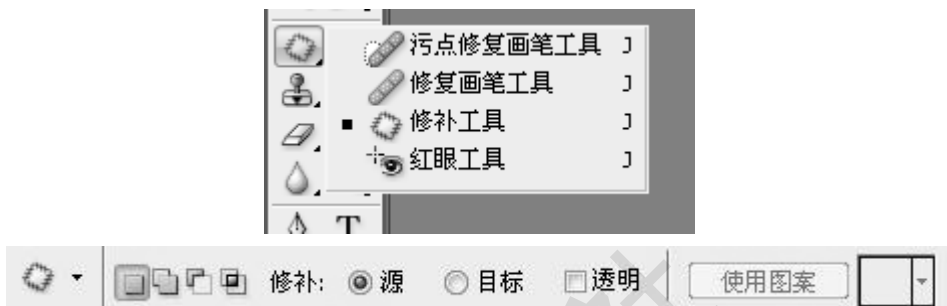 污点修复画笔工具 J
修复画笔工具 J
修补工具 J
红眼工具 J
T
修补: 源 目标 透明 使用图案